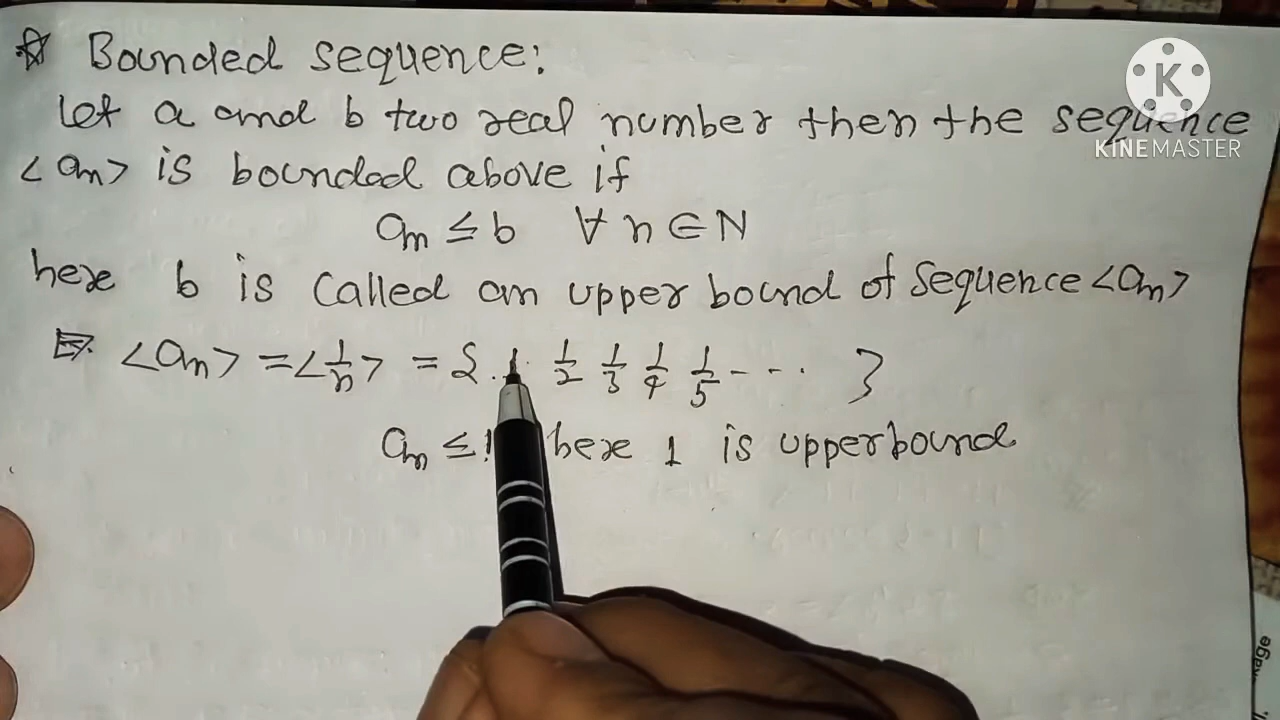 ☆ Bounded sequence:
K
KINEMASTER
Let a and b two real number then the sequence
<aₙ> is bounded above if
aₙ ≤ b ∀ n ∈ N
here b is called an upper bound of sequence <aₙ>
<aₙ> = <1/n> = { 1 1/2 1/3 1/4 1/5 - - - }
aₙ ≤ 1 here 1 is upperbound